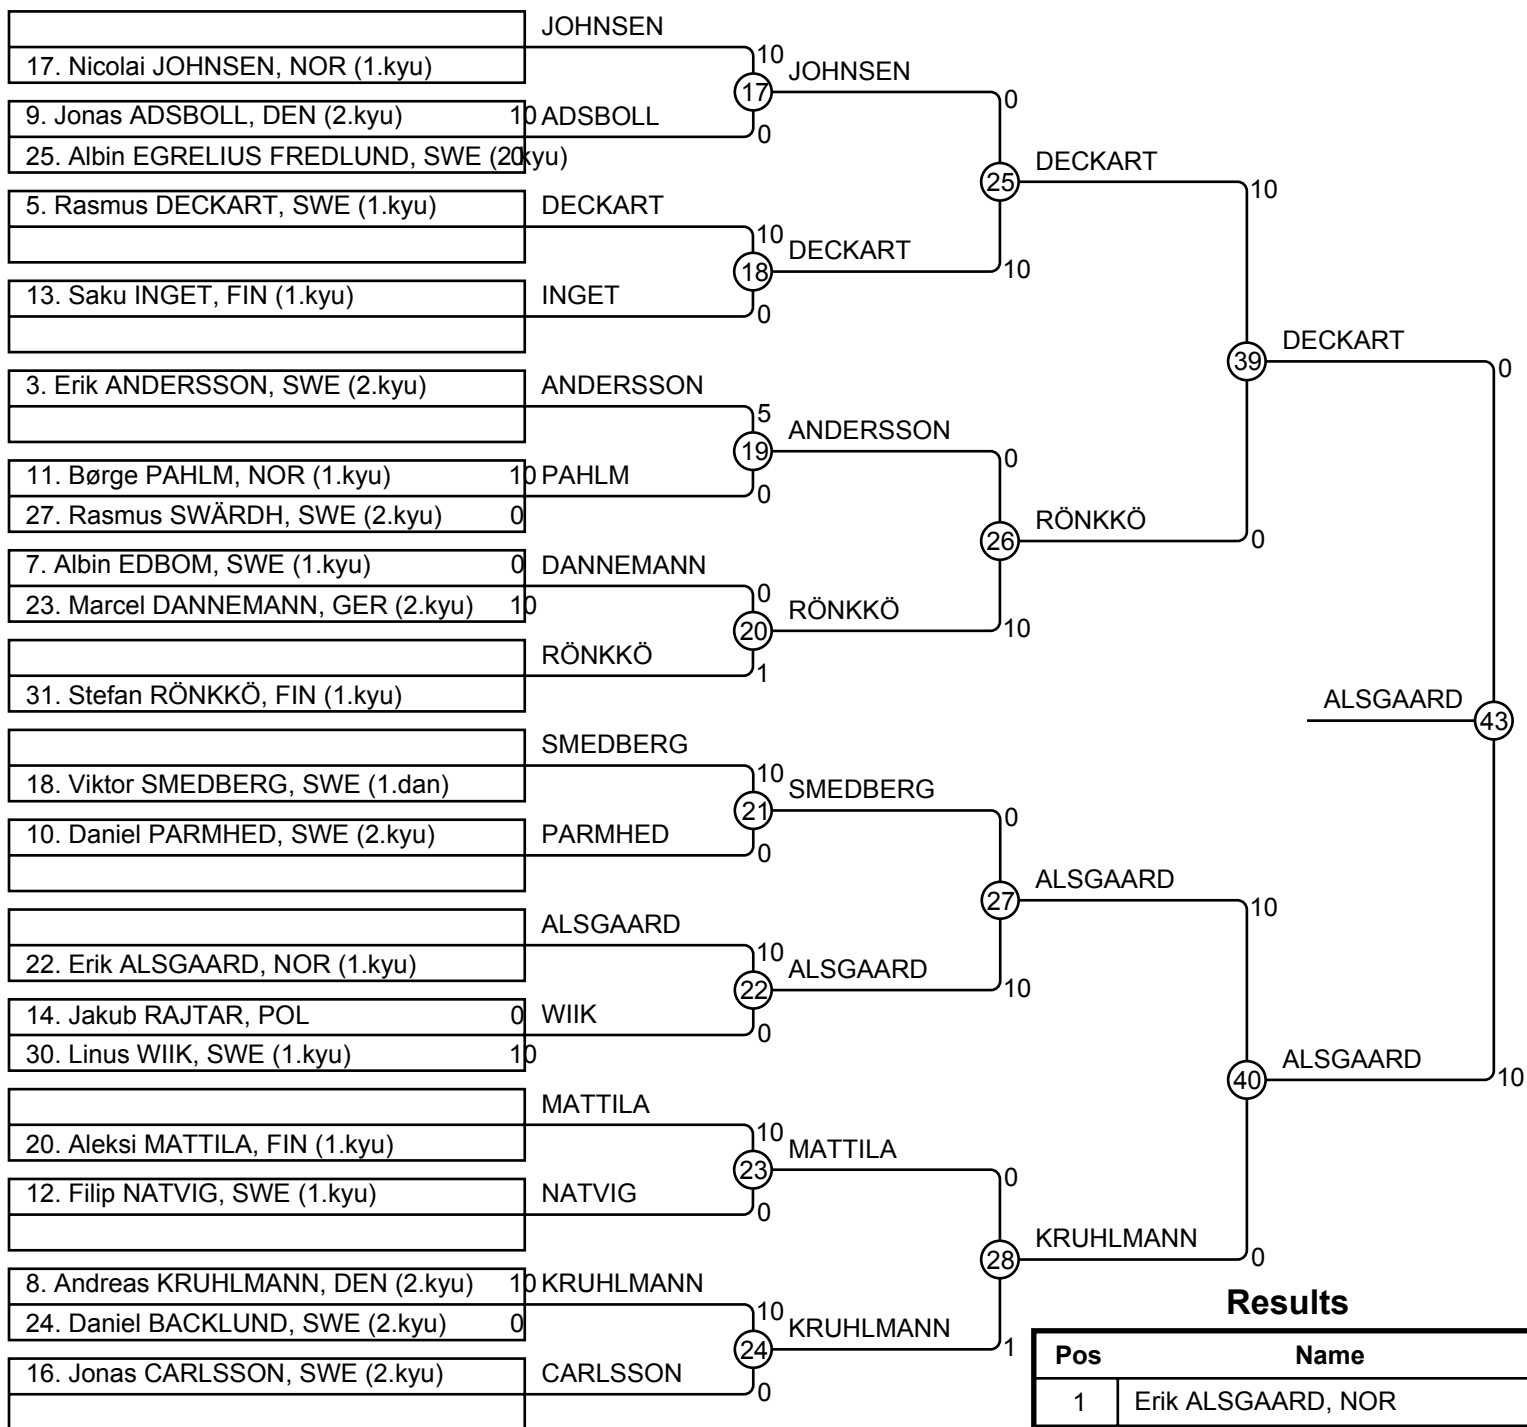 JOHNSEN
17. Nicolai JOHNSEN, NOR (1.kyu)
10
JOHNSEN
17
0
9. Jonas ADSBOLL, DEN (2.kyu) 10 ADSBOLL
0
25. Albin EGRELIUS FREDLUND, SWE (2.kyu) 0
DECKART
25
10
5. Rasmus DECKART, SWE (1.kyu) DECKART
10
DECKART
18
10
13. Saku INGET, FIN (1.kyu) INGET
0
DECKART
39
0
3. Erik ANDERSSON, SWE (2.kyu) ANDERSSON
5
ANDERSSON
19
0
11. Børge PAHLM, NOR (1.kyu) 10 PAHLM
0
27. Rasmus SWÄRDH, SWE (2.kyu) 0
RÖNKKÖ
26
0
7. Albin EDBOM, SWE (1.kyu) 0 DANNEMANN
0
23. Marcel DANNEMANN, GER (2.kyu) 10
RÖNKKÖ
20
10
RÖNKKÖ
1
31. Stefan RÖNKKÖ, FIN (1.kyu)
ALSGAARD
43
SMEDBERG
10
18. Viktor SMEDBERG, SWE (1.dan)
SMEDBERG
21
0
10. Daniel PARMHED, SWE (2.kyu) PARMHED
0
ALSGAARD
27
10
ALSGAARD
10
22. Erik ALSGAARD, NOR (1.kyu)
ALSGAARD
22
10
14. Jakub RAJTAR, POL 0 WIIK
0
30. Linus WIIK, SWE (1.kyu) 10
ALSGAARD
40
10
MATTILA
10
20. Aleksi MATTILA, FIN (1.kyu)
MATTILA
23
0
12. Filip NATVIG, SWE (1.kyu) NATVIG
0
KRUHLMANN
28
0
8. Andreas KRUHLMANN, DEN (2.kyu) 10 KRUHLMANN
10
24. Daniel BACKLUND, SWE (2.kyu) 0
KRUHLMANN
24
1
16. Jonas CARLSSON, SWE (2.kyu) CARLSSON
0
Results
Pos Name
1 Erik ALSGAARD, NOR